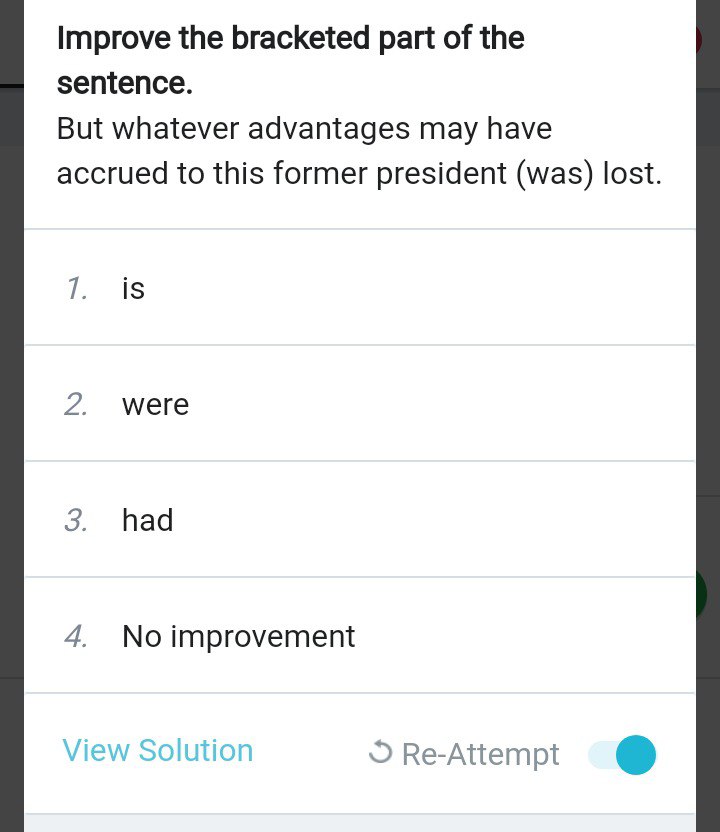 Improve the bracketed part of the
sentence.
But whatever advantages may have
accrued to this former president (was) lost.
1. is
2. were
3. had
4. No improvement
View Solution Re-Attempt